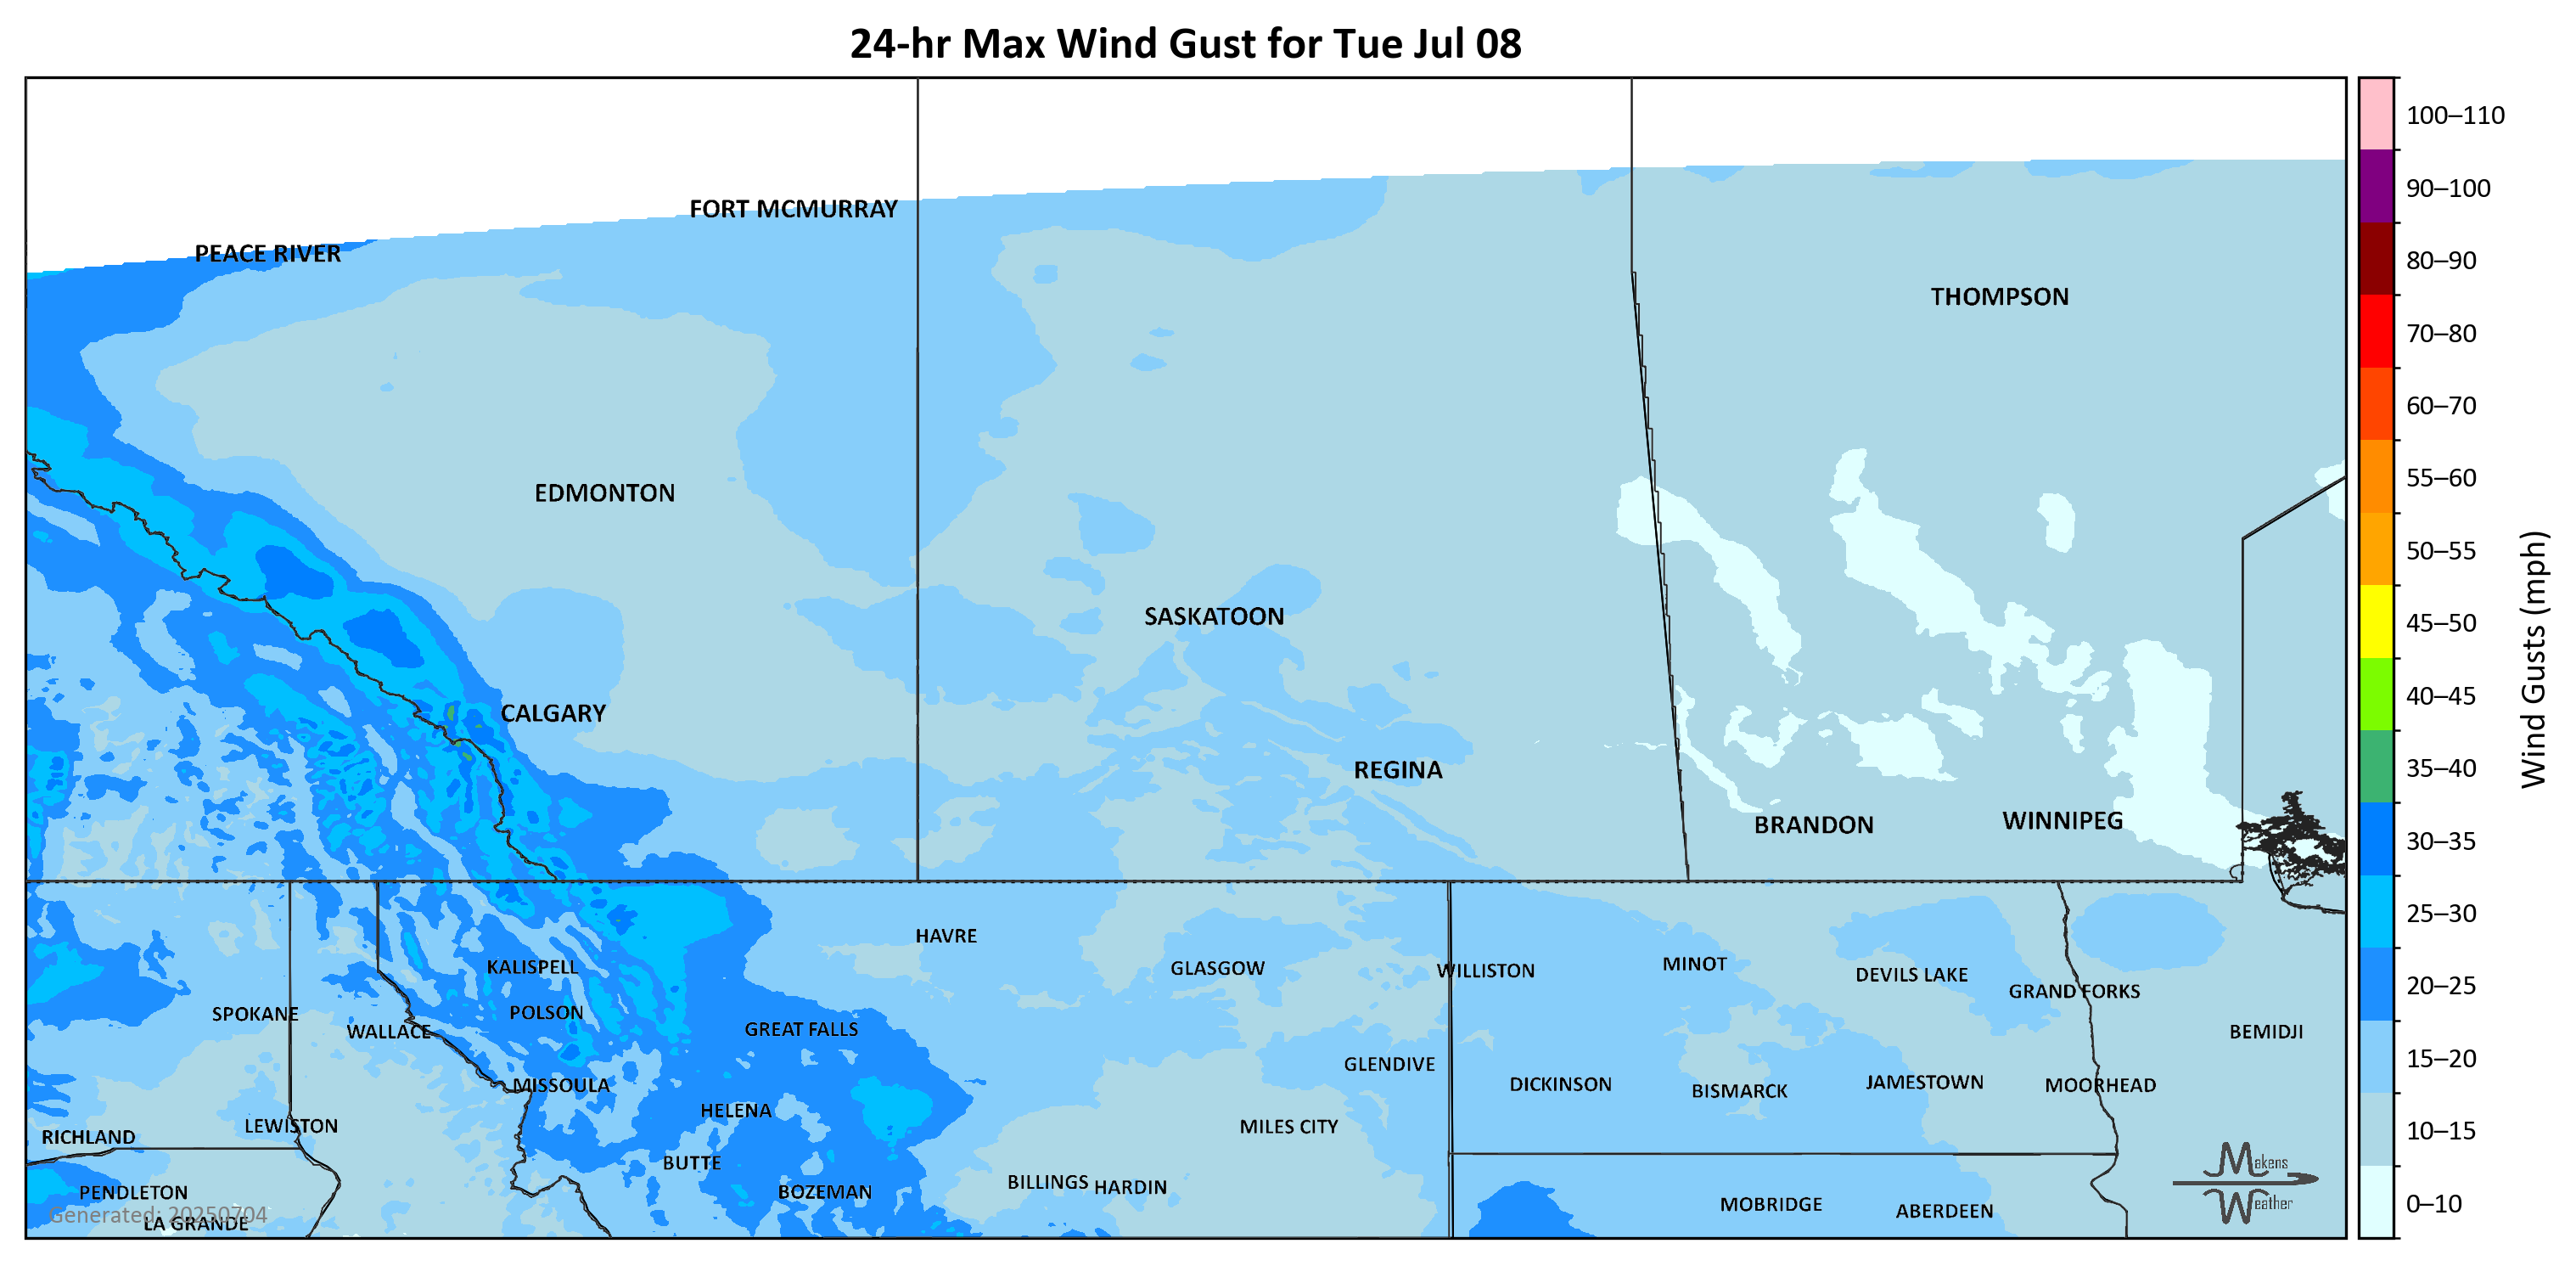 24-hr Max Wind Gust for Tue Jul 08
100–110
90–100
80–90
70–80
60–70
55–60
50–55
45–50
40–45
35–40
30–35
25–30
20–25
15–20
10–15
0–10
Wind Gusts (mph)
FORT MCMURRAY
PEACE RIVER
THOMPSON
EDMONTON
SASKATOON
CALGARY
REGINA
BRANDON
WINNIPEG
HAVRE
KALISPELL
GLASGOW
WILLISTON
MINOT
DEVILS LAKE
GRAND FORKS
SPOKANE
POLSON
WALLACE
GREAT FALLS
BEMIDJI
GLENDIVE
MISSOULA
DICKINSON
BISMARCK
JAMESTOWN
MOORHEAD
HELENA
LEWISTON
MILES CITY
RICHLAND
BUTTE
BILLINGS
HARDIN
PENDLETON
BOZEMAN
MOBRIDGE
ABERDEEN
LA GRANDE
Generated: 20250704
Makens
Weather